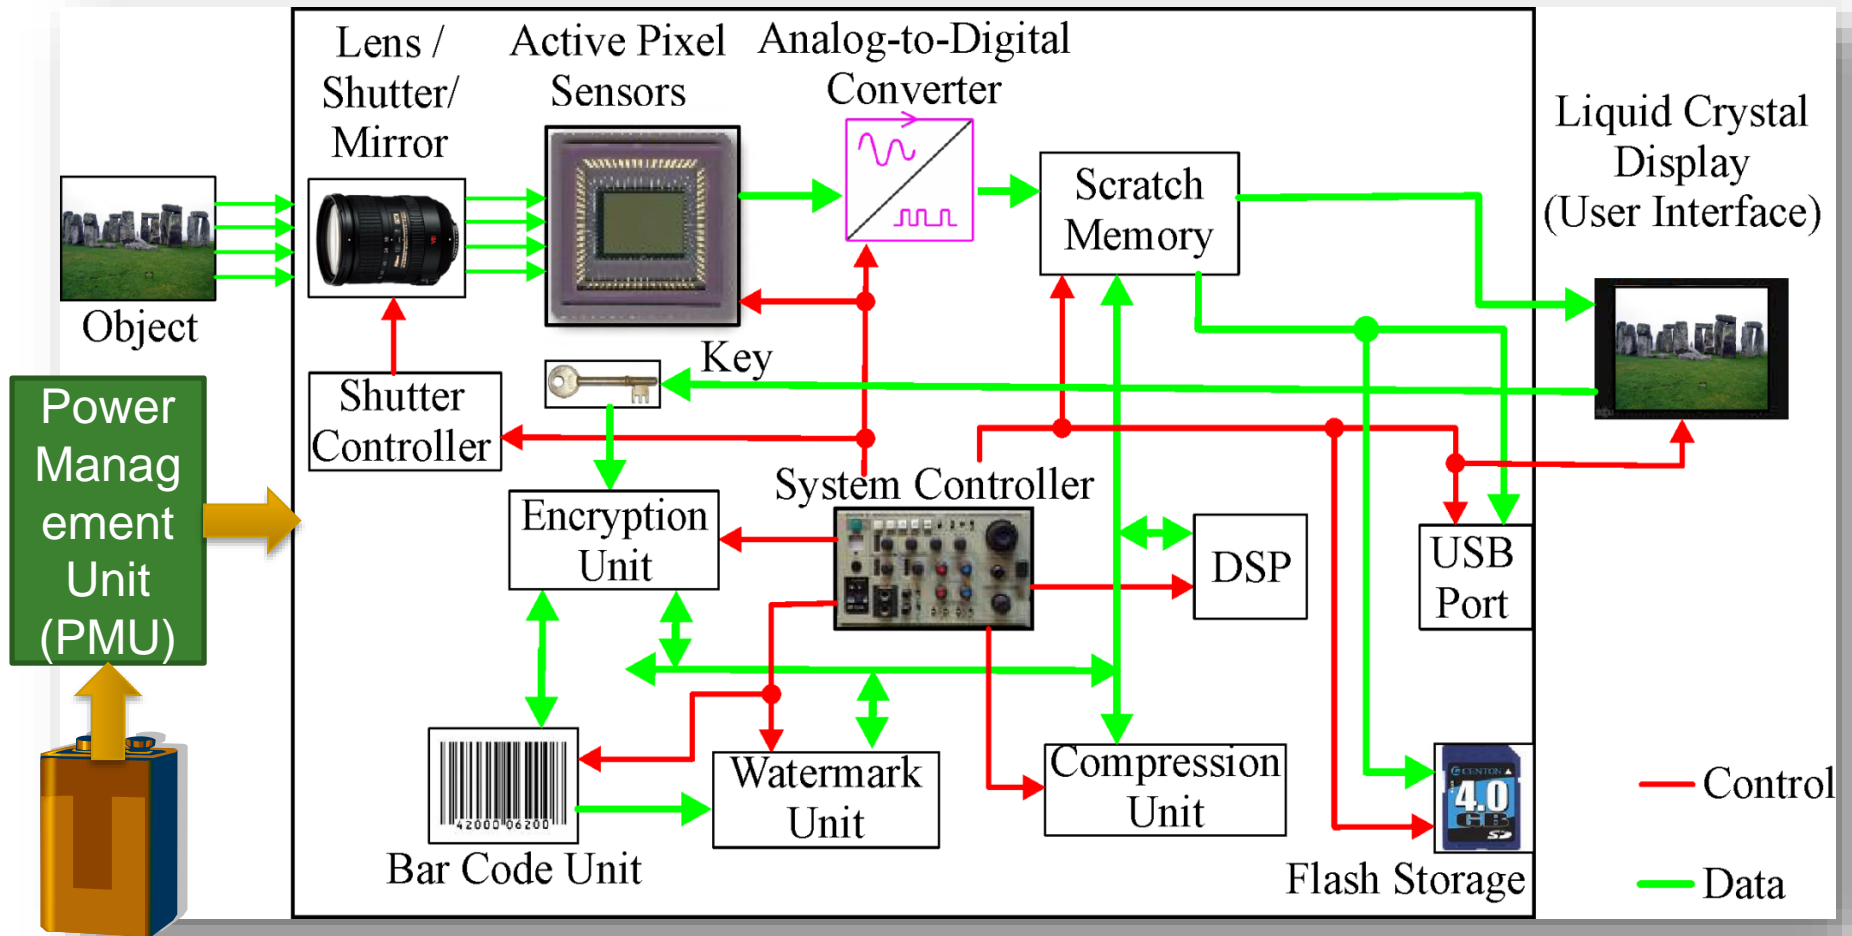 Lens /
Shutter/
Mirror
Active Pixel
Sensors
Analog-to-Digital
Converter
Liquid Crystal
Display
(User Interface)
Scratch
Memory
Object
Key
Power
Manag
ement
Unit
(PMU)
Shutter
Controller
System Controller
Encryption
Unit
DSP
USB
Port
Watermark
Unit
Compression
Unit
42000 06200
Bar Code Unit
CENTON
4.0
GB
Flash Storage
Control
Data